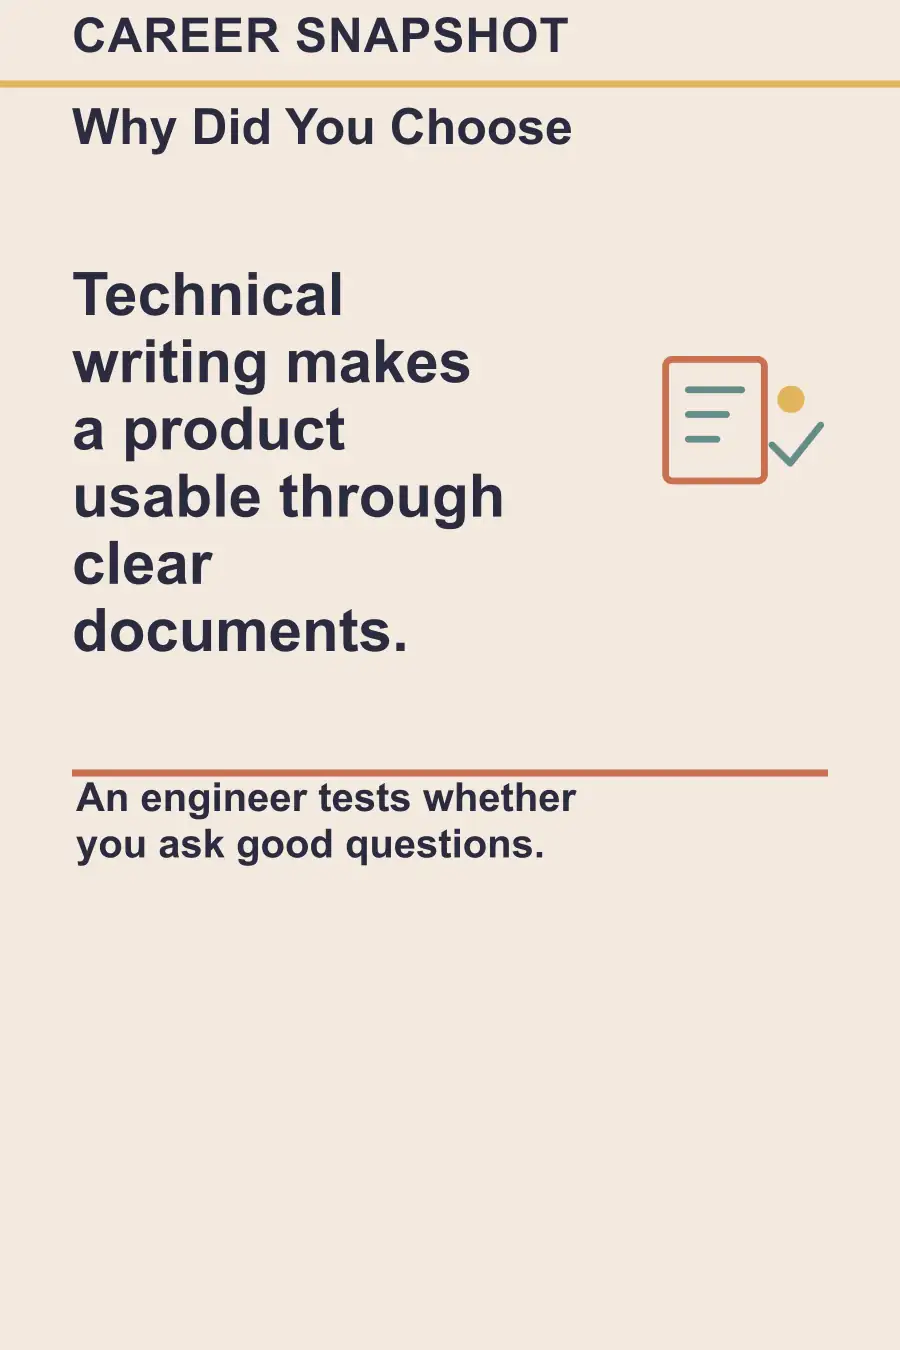 CAREER SNAPSHOT
Why Did You Choose
Technical
writing makes
a product
usable through
clear
documents.
An engineer tests whether
you ask good questions.